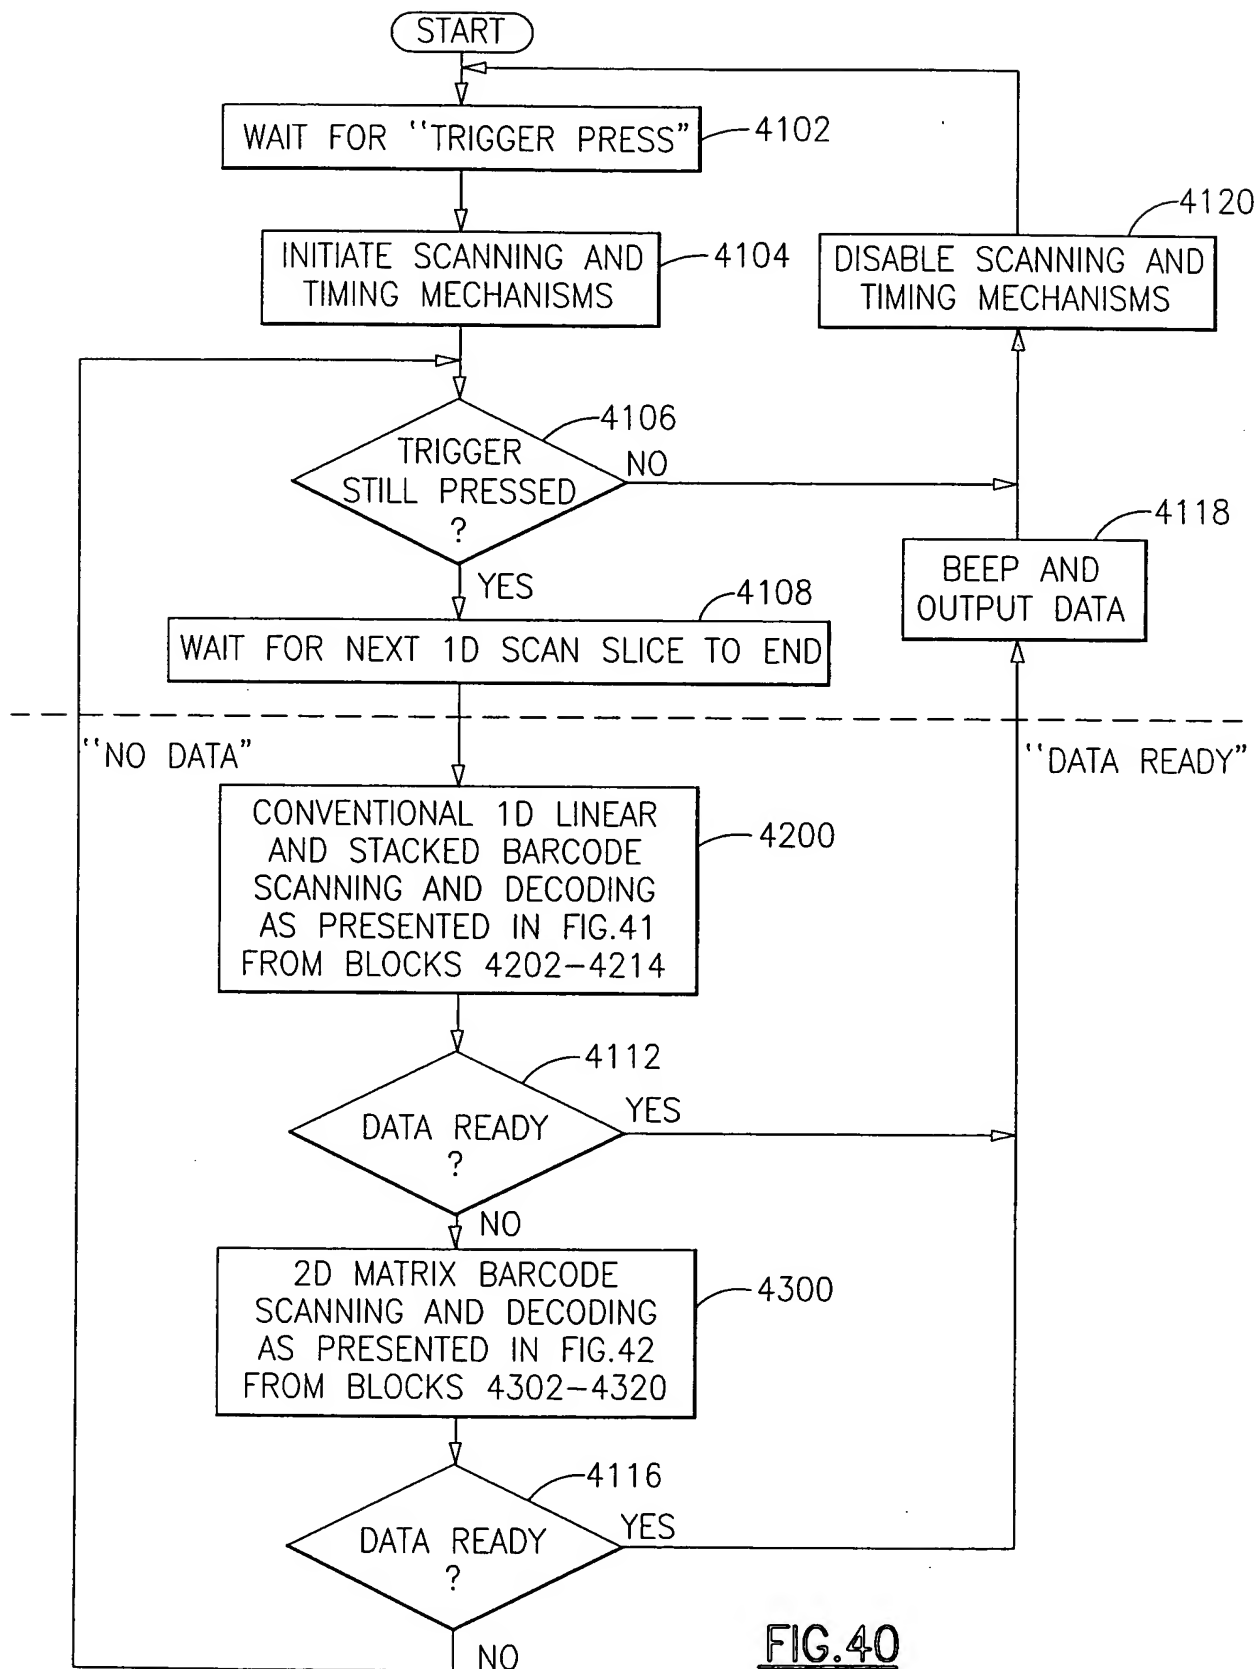 START
WAIT FOR "TRIGGER PRESS"
4102
INITIATE SCANNING AND
TIMING MECHANISMS
4104
DISABLE SCANNING AND
TIMING MECHANISMS
4120
TRIGGER
STILL PRESSED
?
4106
NO
YES
BEEP AND
OUTPUT DATA
4118
WAIT FOR NEXT 1D SCAN SLICE TO END
4108
"NO DATA"
"DATA READY"
CONVENTIONAL 1D LINEAR
AND STACKED BARCODE
SCANNING AND DECODING
AS PRESENTED IN FIG.41
FROM BLOCKS 4202-4214
4200
DATA READY
?
4112
YES
NO
2D MATRIX BARCODE
SCANNING AND DECODING
AS PRESENTED IN FIG.42
FROM BLOCKS 4302-4320
4300
DATA READY
?
4116
YES
NO
FIG.40